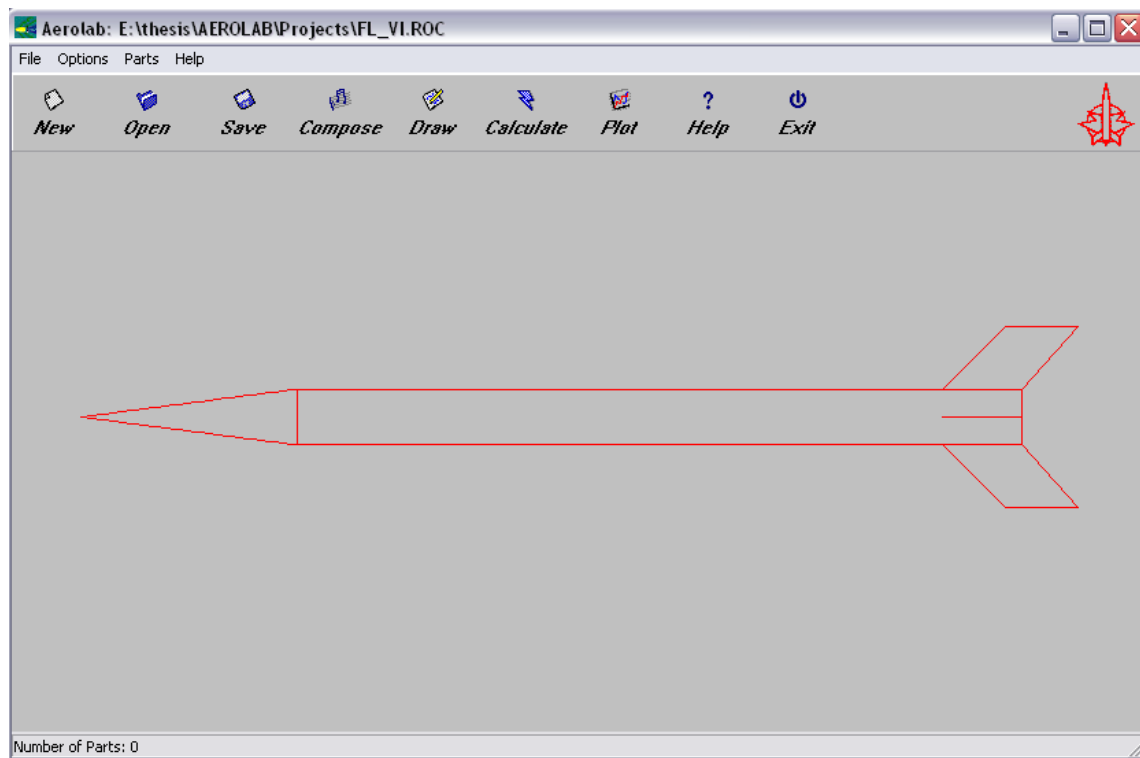 Aerolab: E:\thesis\AEROLAB\Projects\FL_VI.ROC
File Options Parts Help
New Open Save Compose Draw Calculate Plot Help Exit
Number of Parts: 0